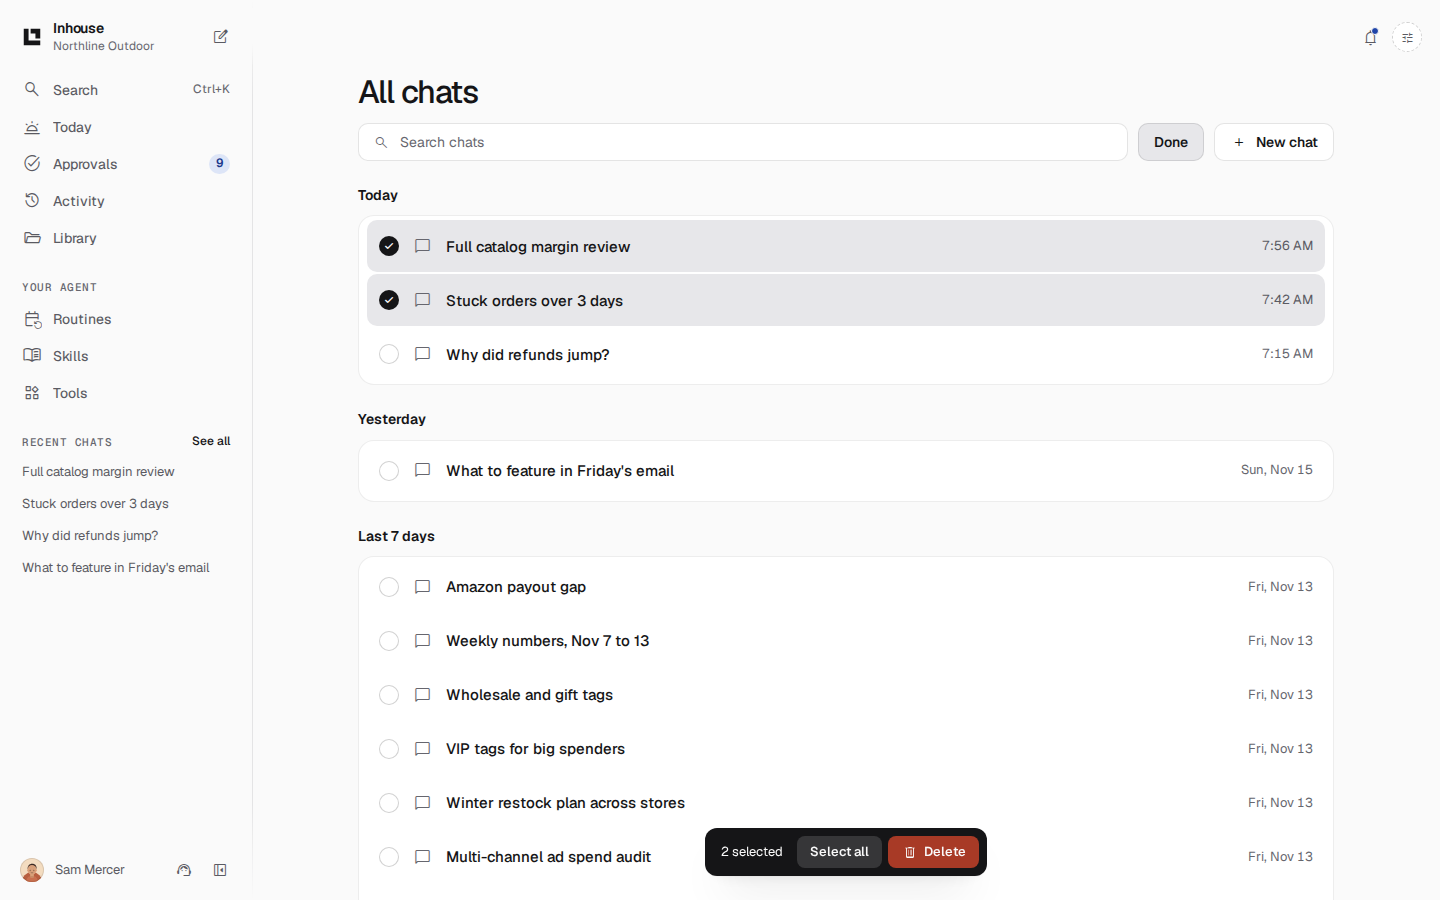 Inhouse
Northline Outdoor
Search Ctrl+K
Today
Approvals 9
Activity
Library
YOUR AGENT
Routines
Skills
Tools
RECENT CHATS See all
Full catalog margin review
Stuck orders over 3 days
Why did refunds jump?
What to feature in Friday's email
Sam Mercer
All chats
Search chats
Done
+ New chat
Today
Full catalog margin review 7:56 AM
Stuck orders over 3 days 7:42 AM
Why did refunds jump? 7:15 AM
Yesterday
What to feature in Friday's email Sun, Nov 15
Last 7 days
Amazon payout gap Fri, Nov 13
Weekly numbers, Nov 7 to 13 Fri, Nov 13
Wholesale and gift tags Fri, Nov 13
VIP tags for big spenders Fri, Nov 13
Winter restock plan across stores Fri, Nov 13
Multi-channel ad spend audit Fri, Nov 13
2 selected Select all Delete